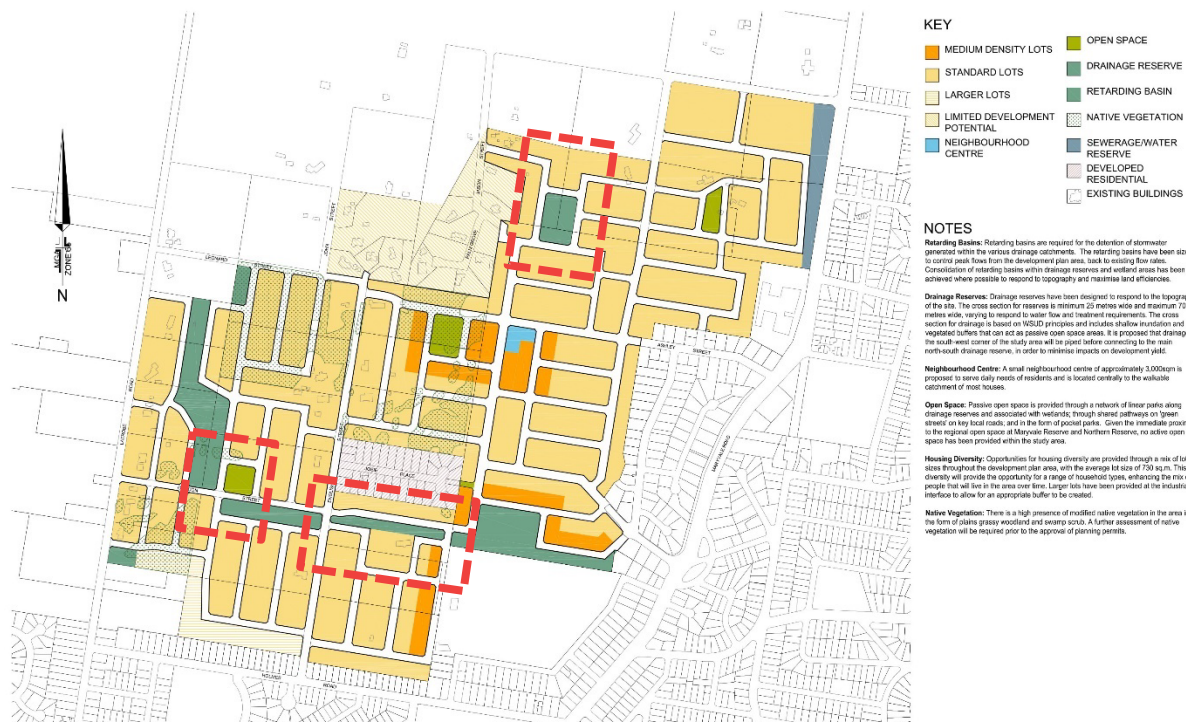 KEY
MEDIUM DENSITY LOTS
STANDARD LOTS
LARGER LOTS
LIMITED DEVELOPMENT
POTENTIAL
NEIGHBOURHOOD
CENTRE
OPEN SPACE
DRAINAGE RESERVE
RETARDING BASIN
NATIVE VEGETATION
SEWERAGE/WATER
RESERVE
DEVELOPED
RESIDENTIAL
EXISTING BUILDINGS
NOTES
Retarding Basins: Retarding basins are required for the detention of stormwater
generated within the various drainage catchments. The retarding basins have been size
to control peak flows from the development plan area, back to existing flow rates.
Consolidation of retarding basins within drainage reserves and wetland areas has been
achieved where possible to respond to topography and maximise land efficiencies.
Drainage Reserves: Drainage reserves have been designed to respond to the topograp
of the site. The cross section for reserves is minimum 25 metres wide and maximum 70
metres wide, varying to respond to water flow and treatment requirements. The cross
section for drainage is based on WSUD principles and includes shallow inundation and
vegetated buffers that can act as passive open space areas. It is proposed that drainage
the south-west corner of the study area will be piped before connecting to the main
north-south drainage reserve, in order to minimise impacts on development yield.
Neighbourhood Centre: A small neighbourhood centre of approximately 3,000sqm is
proposed to serve daily needs of residents and is located centrally to the walkable
catchment of most houses.
Open Space: Passive open space is provided through a network of linear parks along
drainage reserves and associated with wetlands; through shared pathways on 'green
streets' on key local roads; and in the form of pocket parks. Given the immediate proxim
to the regional open space at Maryvale Reserve and Northern Reserve, no active open
space has been provided within the study area.
Housing Diversity: Opportunities for housing diversity are provided through a mix of lot
sizes throughout the development plan area, with the average lot size of 730 sq.m. This
diversity will provide the opportunity for a range of household types, enhancing the mix o
people that will live in the area over time. Larger lots have been provided at the industria
interface to allow for an appropriate buffer to be created.
Native Vegetation: There is a high presence of modified native vegetation in the area in
the form of plains grassy woodland and swamp scrub. A further assessment of native
vegetation will be required prior to the approval of planning permits.
N
STREET
STREET
ASHLEY STREET
PLACE
STREET
ROAD